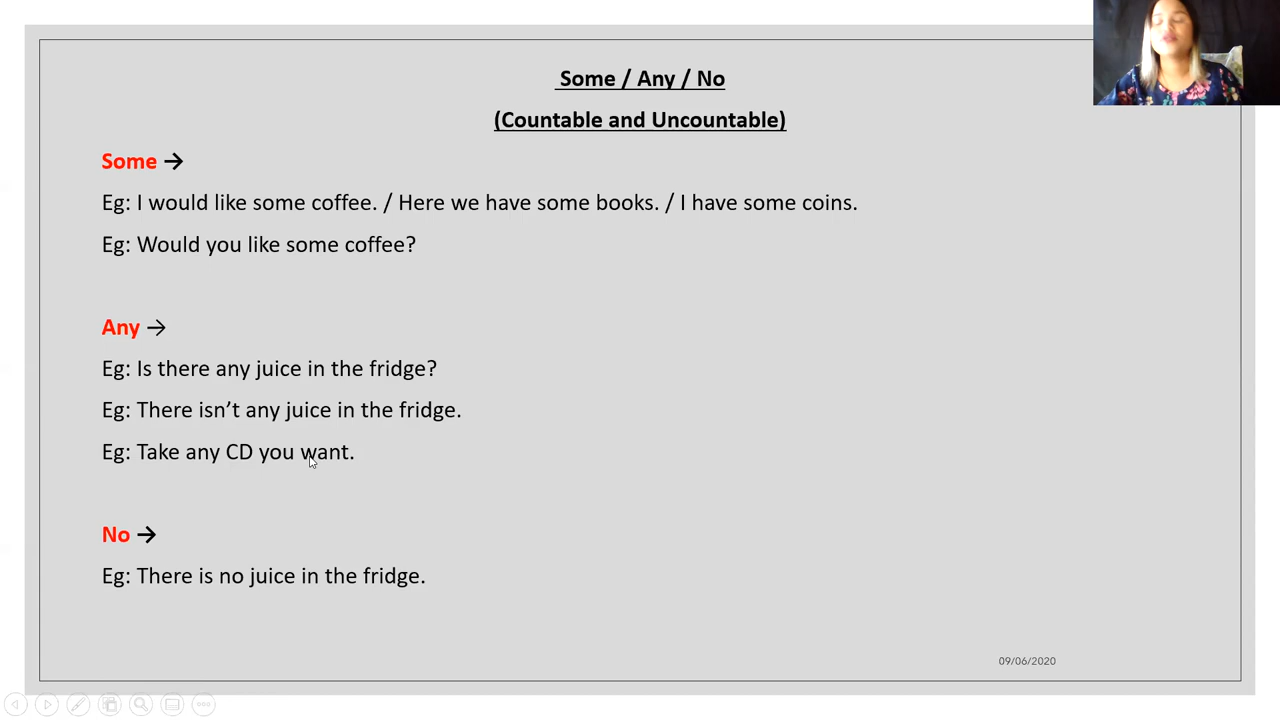 Some / Any / No
(Countable and Uncountable)
Some →
Eg: I would like some coffee. / Here we have some books. / I have some coins.
Eg: Would you like some coffee?
Any →
Eg: Is there any juice in the fridge?
Eg: There isn’t any juice in the fridge.
Eg: Take any CD you want.
No →
Eg: There is no juice in the fridge.
09/06/2020